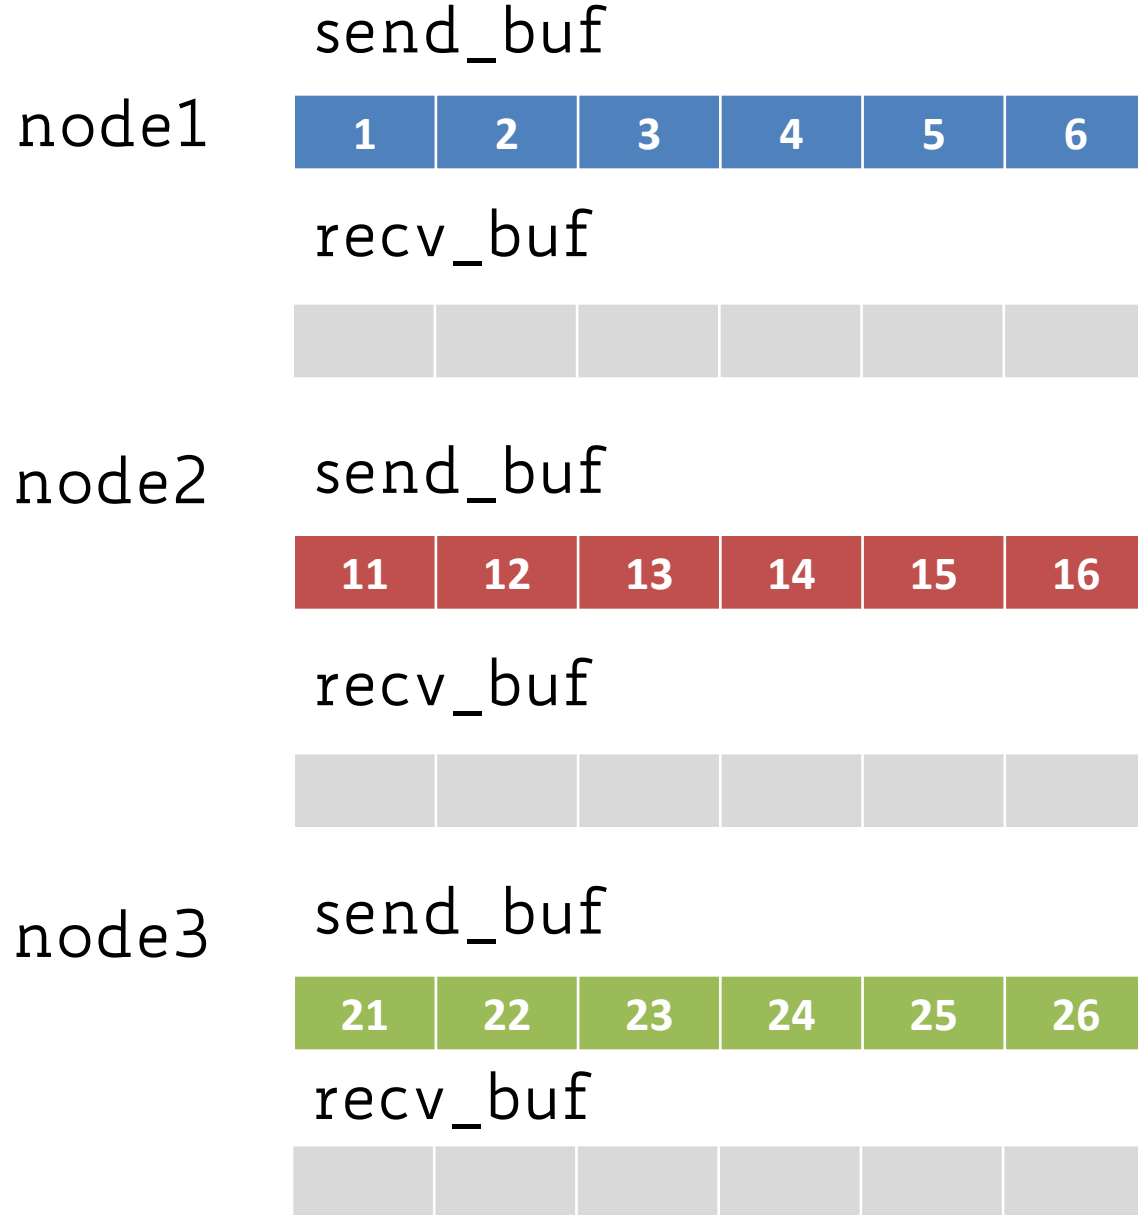 send_buf
node1
1 2 3 4 5 6
recv_buf
node2
send_buf
11 12 13 14 15 16
recv_buf
node3
send_buf
21 22 23 24 25 26
recv_buf